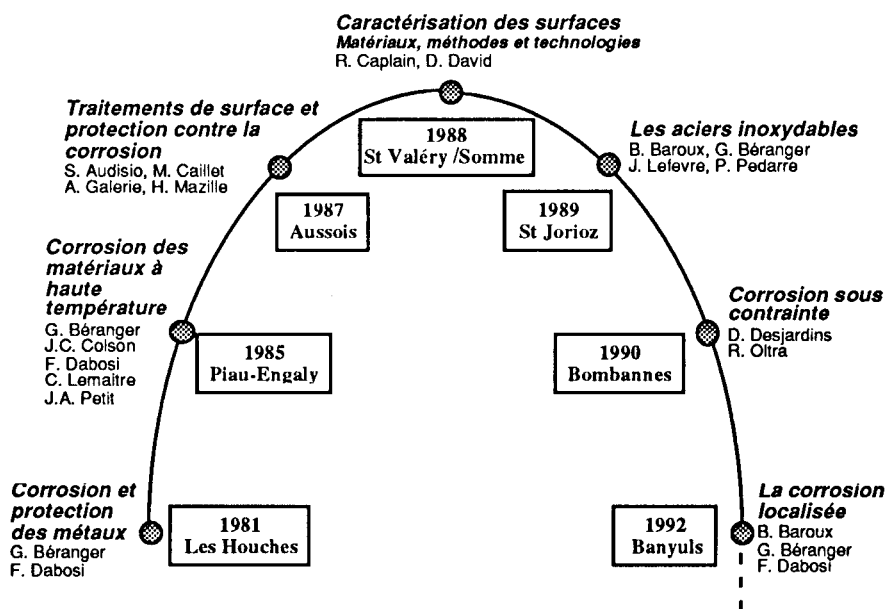 Caractérisation des surfaces
Matériaux, méthodes et technologies
R. Caplain, D. David
1988
St Valéry /Somme
Traitements de surface et
protection contre la
corrosion
S. Audisio, M. Caillet
A. Galerie, H. Mazille
1987
Aussois
Les aciers inoxydables
B. Baroux, G. Béranger
J. Lefevre, P. Pedarre
1989
St Jorioz
Corrosion des
matériaux à
haute
température
G. Béranger
J.C. Colson
F. Dabosi
C. Lemaitre
J.A. Petit
1985
Piau-Engaly
Corrosion sous
contrainte
D. Desjardins
R. Oltra
1990
Bombannes
Corrosion et
protection
des métaux
G. Béranger
F. Dabosi
1981
Les Houches
La corrosion
localisée
B. Baroux
G. Béranger
F. Dabosi
1992
Banyuls